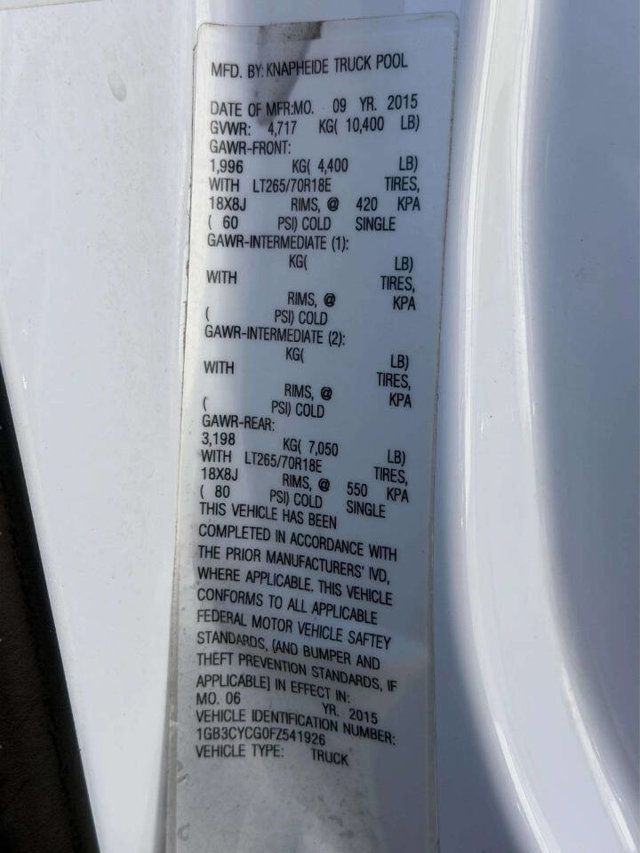 MFD. BY: KNAPHEIDE TRUCK POOL
DATE OF MFR:MO. 09 YR. 2015
GVWR: 4,717 KG( 10,400 LB)
GAWR-FRONT:
1,996 KG( 4,400 LB)
WITH LT265/70R18E TIRES,
18X8J RIMS, @ 420 KPA
( 60 PSI) COLD SINGLE
GAWR-INTERMEDIATE (1):
KG( LB)
WITH TIRES,
RIMS, @ KPA
( PSI) COLD
GAWR-INTERMEDIATE (2):
KG( LB)
WITH TIRES,
RIMS, @ KPA
( PSI) COLD
GAWR-REAR:
3,198 KG( 7,050 LB)
WITH LT265/70R18E TIRES,
18X8J RIMS, @ 550 KPA
( 80 PSI) COLD SINGLE
THIS VEHICLE HAS BEEN
COMPLETED IN ACCORDANCE WITH
THE PRIOR MANUFACTURERS' IVD,
WHERE APPLICABLE. THIS VEHICLE
CONFORMS TO ALL APPLICABLE
FEDERAL MOTOR VEHICLE SAFTEY
STANDARDS, [AND BUMPER AND
THEFT PREVENTION STANDARDS, IF
APPLICABLE] IN EFFECT IN:
MO. 06 YR. 2015
VEHICLE IDENTIFICATION NUMBER:
1GB3CYCG0FZ541926
VEHICLE TYPE: TRUCK